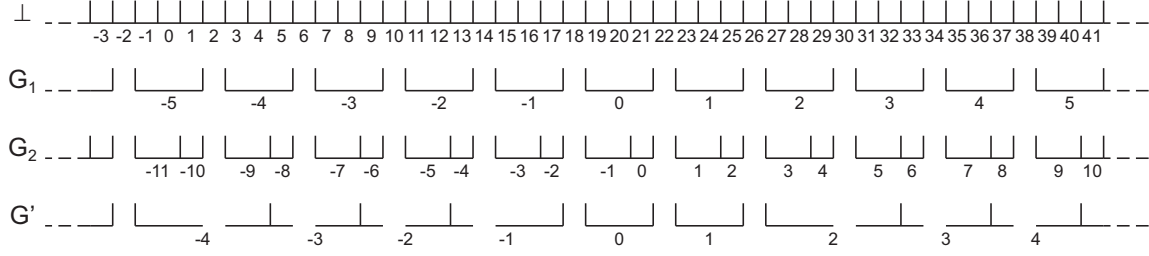 ⊥ -3 -2 -1 0 1 2 3 4 5 6 7 8 9 10 11 12 13 14 15 16 17 18 19 20 21 22 23 24 25 26 27 28 29 30 31 32 33 34 35 36 37 38 39 40 41
G₁ -5 -4 -3 -2 -1 0 1 2 3 4 5
G₂ -11 -10 -9 -8 -7 -6 -5 -4 -3 -2 -1 0 1 2 3 4 5 6 7 8 9 10
G’ -4 -3 -2 -1 0 1 2 3 4